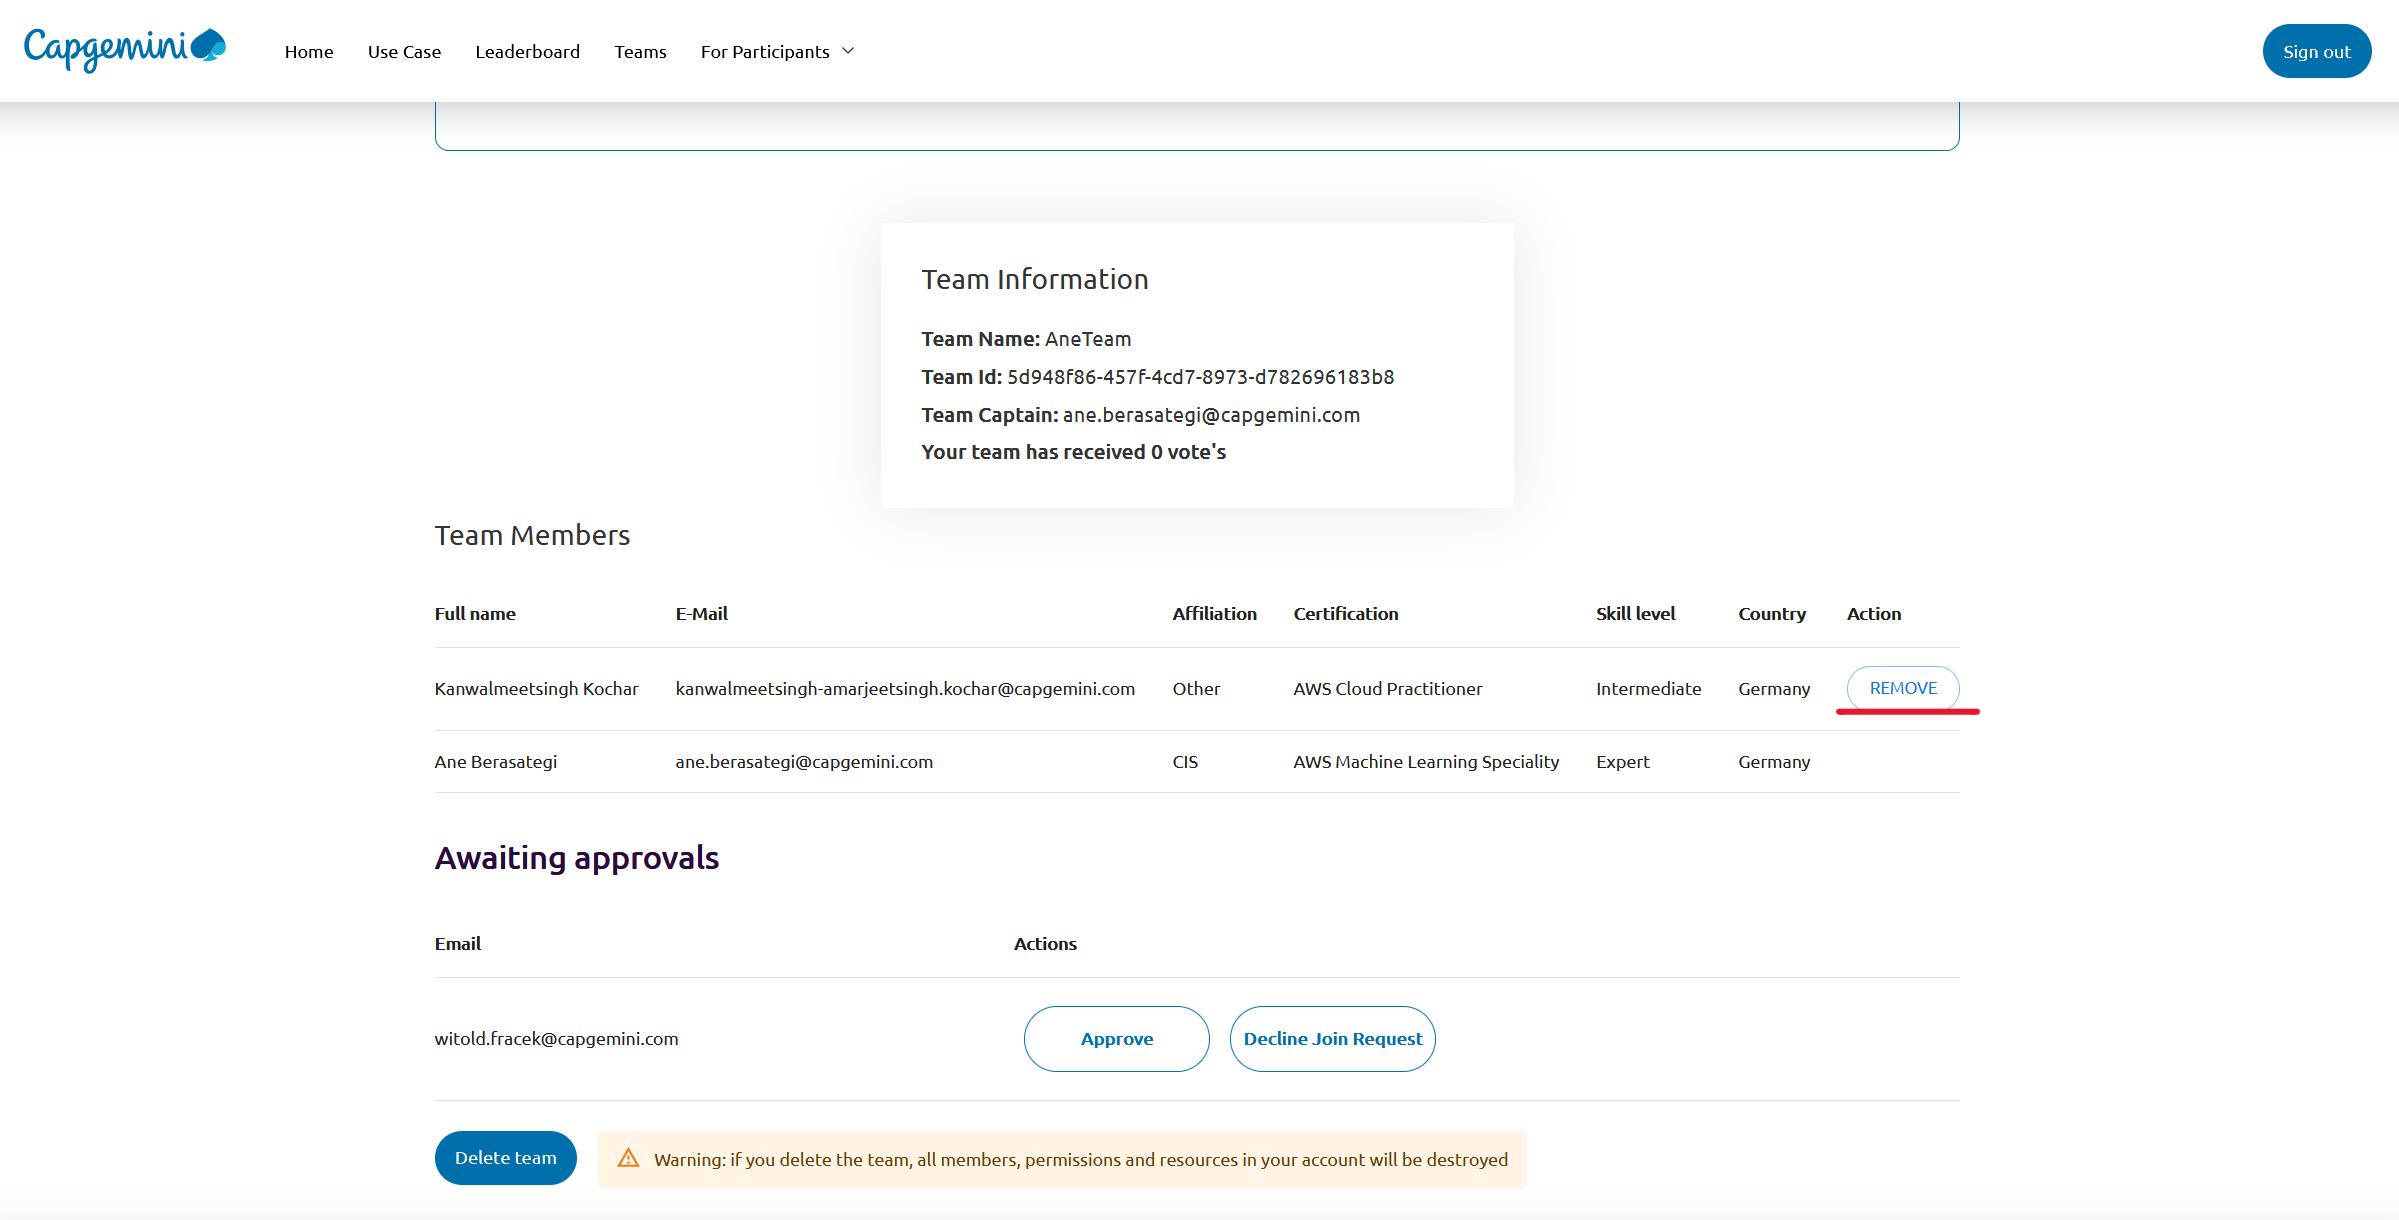 Capgemini Home Use Case Leaderboard Teams For Participants Sign out
Team Information
Team Name: AneTeam
Team Id: 5d948f86-457f-4cd7-8973-d782696183b8
Team Captain: ane.berasategi@capgemini.com
Your team has received 0 vote's
Team Members
Full name E-Mail Affiliation Certification Skill level Country Action
Kanwalmeetsingh Kochar kanwalmeetsingh-amarjeetsingh.kochar@capgemini.com Other AWS Cloud Practitioner Intermediate Germany REMOVE
Ane Berasategi ane.berasategi@capgemini.com CIS AWS Machine Learning Speciality Expert Germany
Awaiting approvals
Email Actions
witold.fracek@capgemini.com Approve Decline Join Request
Delete team Warning: if you delete the team, all members, permissions and resources in your account will be destroyed